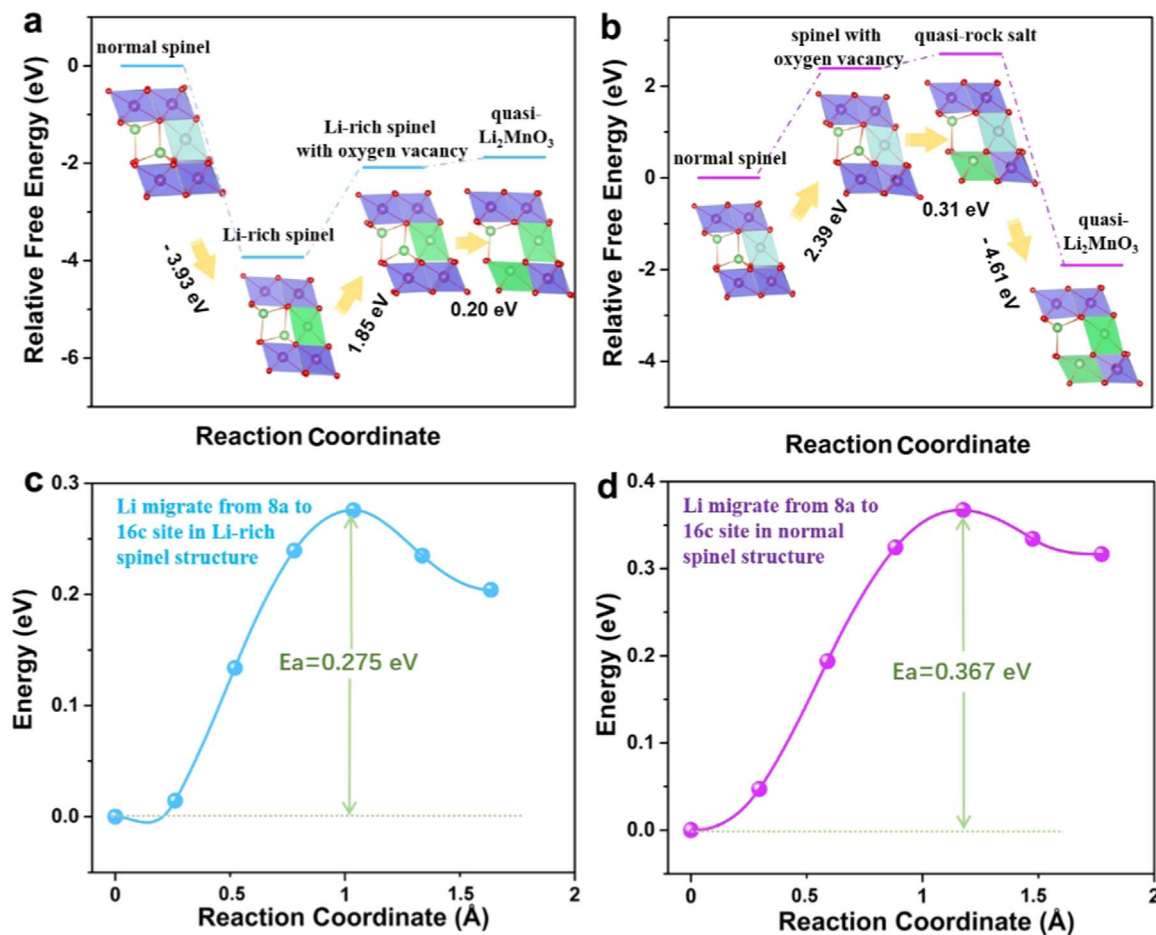 a
normal spinel
Li-rich spinel
Li-rich spinel
with oxygen vacancy
quasi-
Li₂MnO₃
- 3.93 eV
1.85 eV
0.20 eV
0
-2
-4
-6
Relative Free Energy (eV)
Reaction Coordinate
b
normal spinel
spinel with
oxygen vacancy
quasi-rock salt
quasi-
Li₂MnO₃
2.39 eV
0.31 eV
- 4.61 eV
2
0
-2
-4
Relative Free Energy (eV)
Reaction Coordinate
c
Li migrate from 8a to
16c site in Li-rich
spinel structure
Ea=0.275 eV
0.3
0.2
0.1
0.0
Energy (eV)
0
0.5
1
1.5
2
Reaction Coordinate (Å)
d
Li migrate from 8a to
16c site in normal
spinel structure
Ea=0.367 eV
0.4
0.3
0.2
0.1
0.0
Energy (eV)
0
0.5
1
1.5
2
Reaction Coordinate (Å)